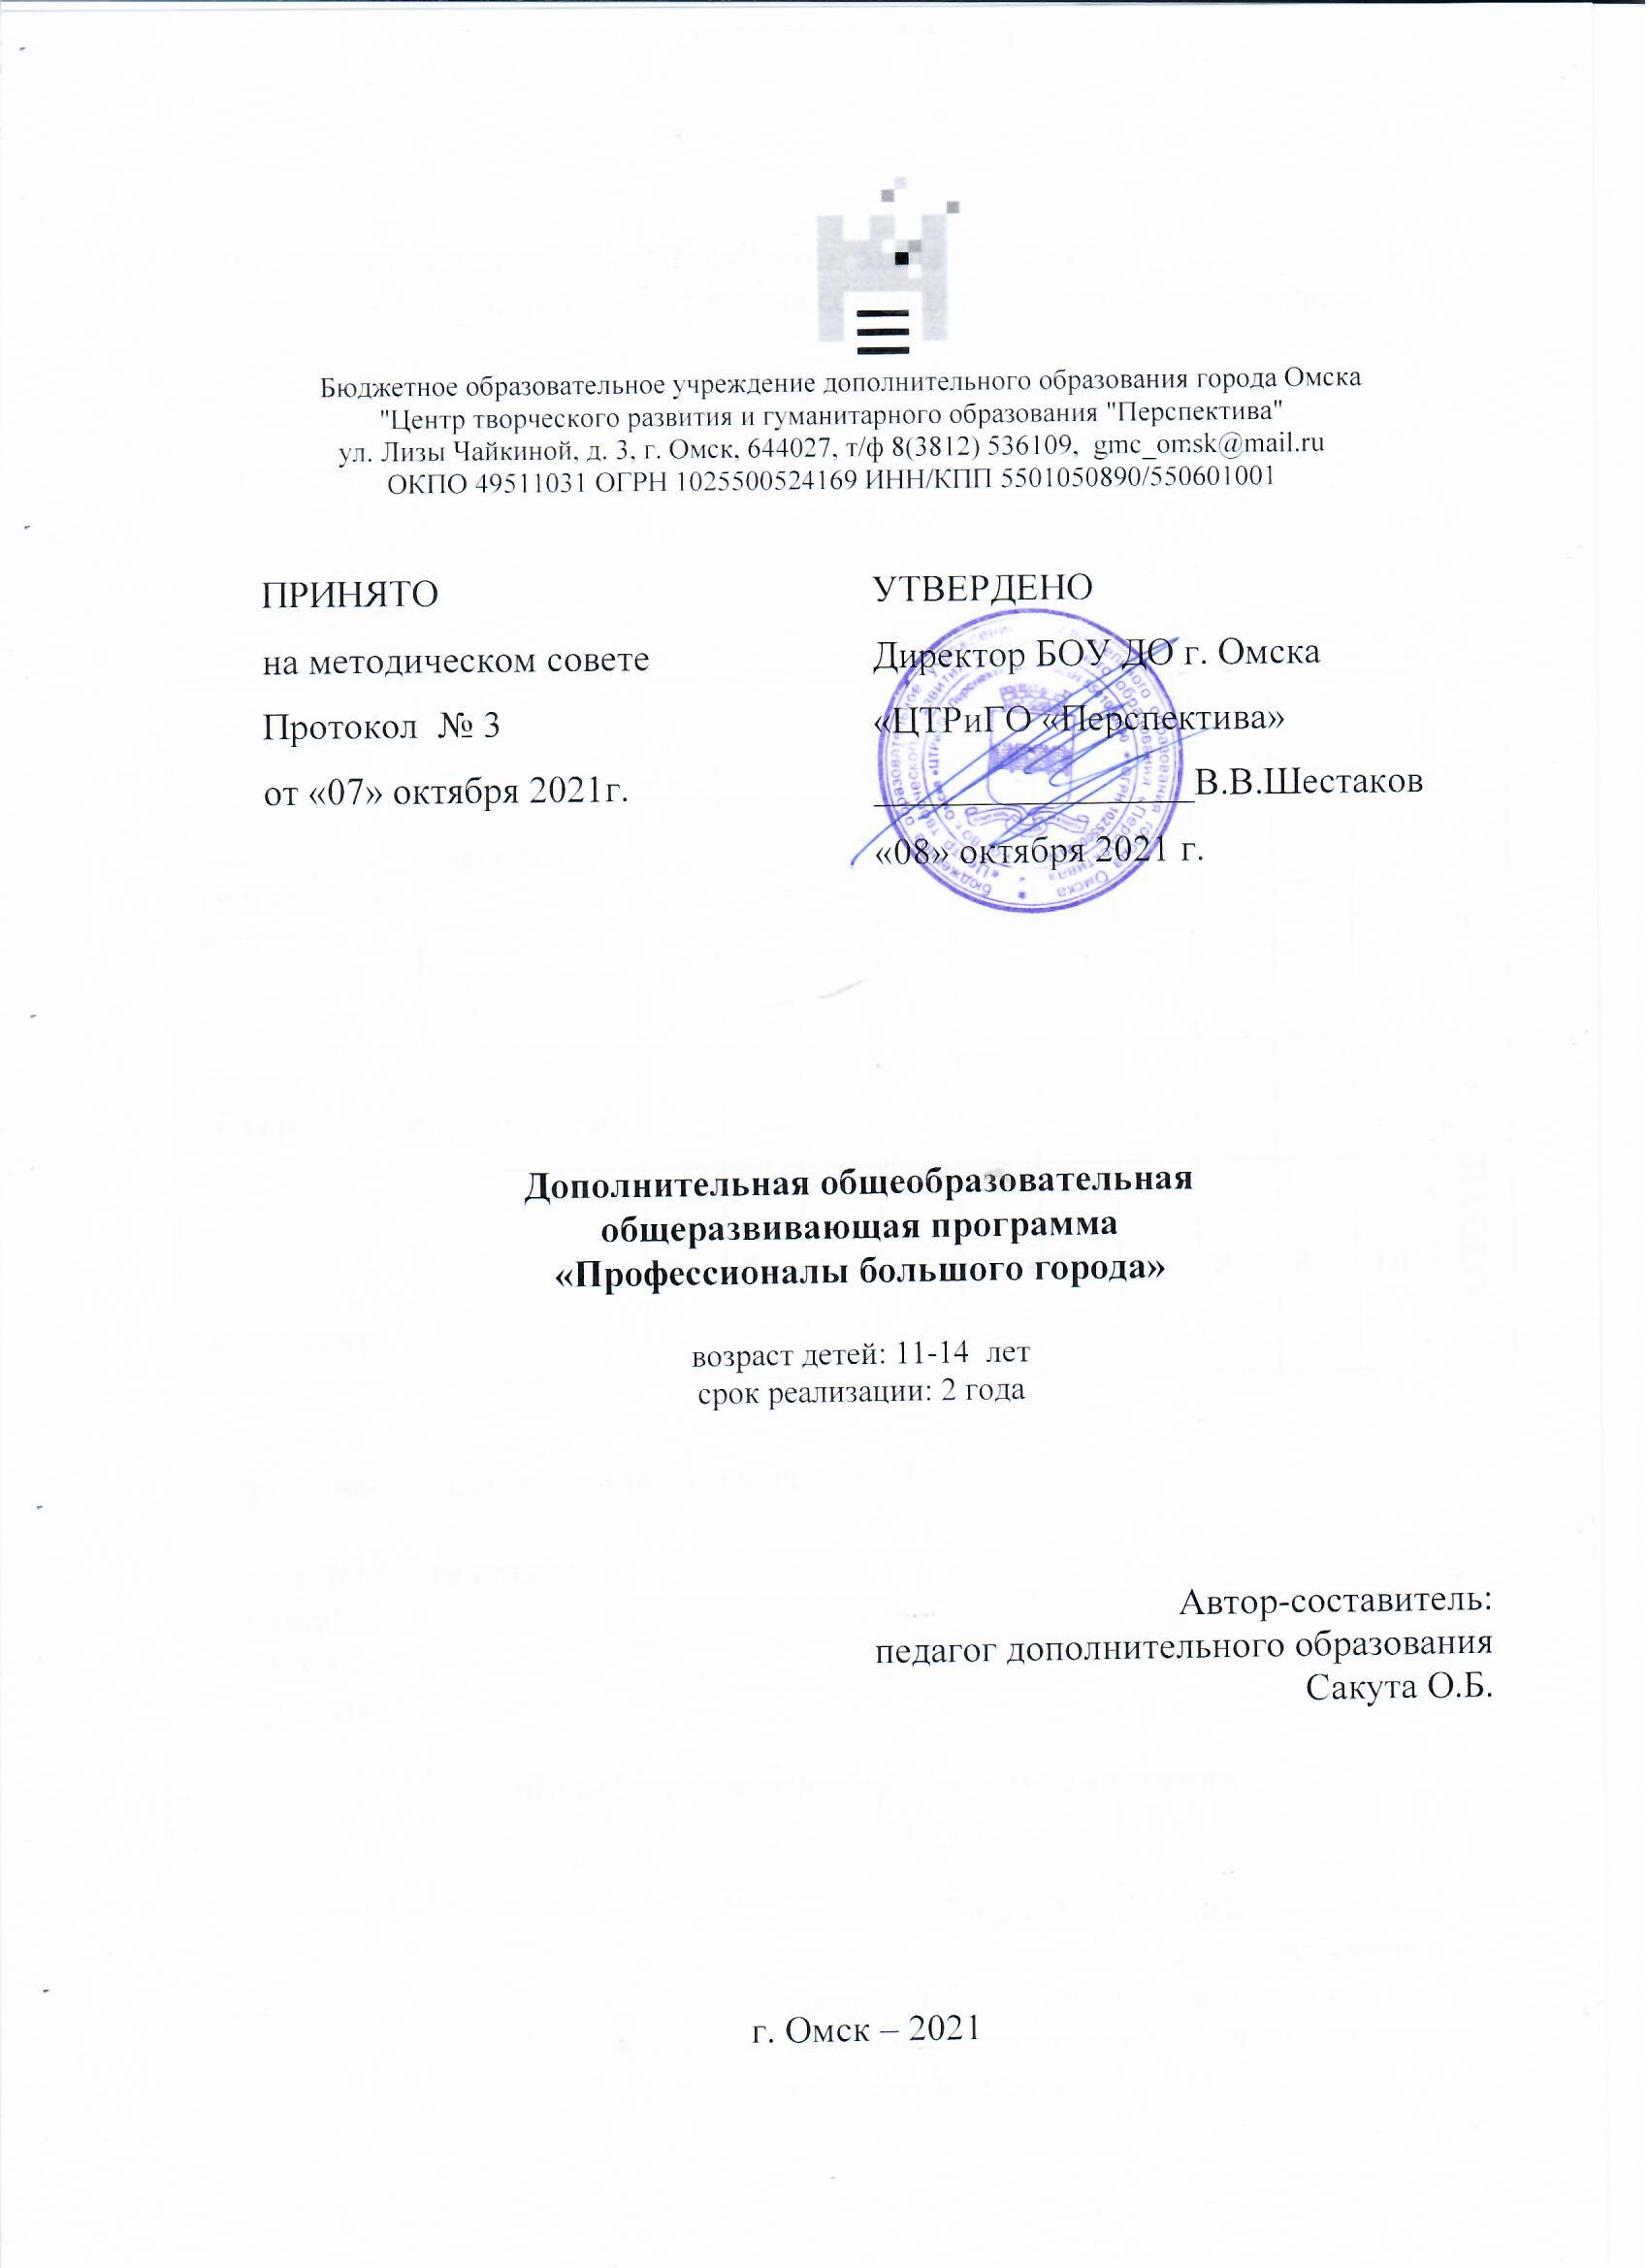 Бюджетное образовательное учреждение дополнительного образования города Омска
"Центр творческого развития и гуманитарного образования "Перспектива"
ул. Лизы Чайкиной, д. 3, г. Омск, 644027, т/ф 8(3812) 536109, gmc_omsk@mail.ru
ОКПО 49511031 ОГРН 1025500524169 ИНН/КПП 5501050890/550601001
ПРИНЯТО
на методическом совете
Протокол № 3
от «07» октября 2021г.
УТВЕРДЕНО
Директор БОУ ДО г. Омска
«ЦТРиГО «Перспектива»
____________________В.В.Шестаков
«08» октября 2021 г.
Дополнительная общеобразовательная
общеразвивающая программа
«Профессионалы большого города»
возраст детей: 11-14 лет
срок реализации: 2 года
Автор-составитель:
педагог дополнительного образования
Сакута О.Б.
г. Омск – 2021